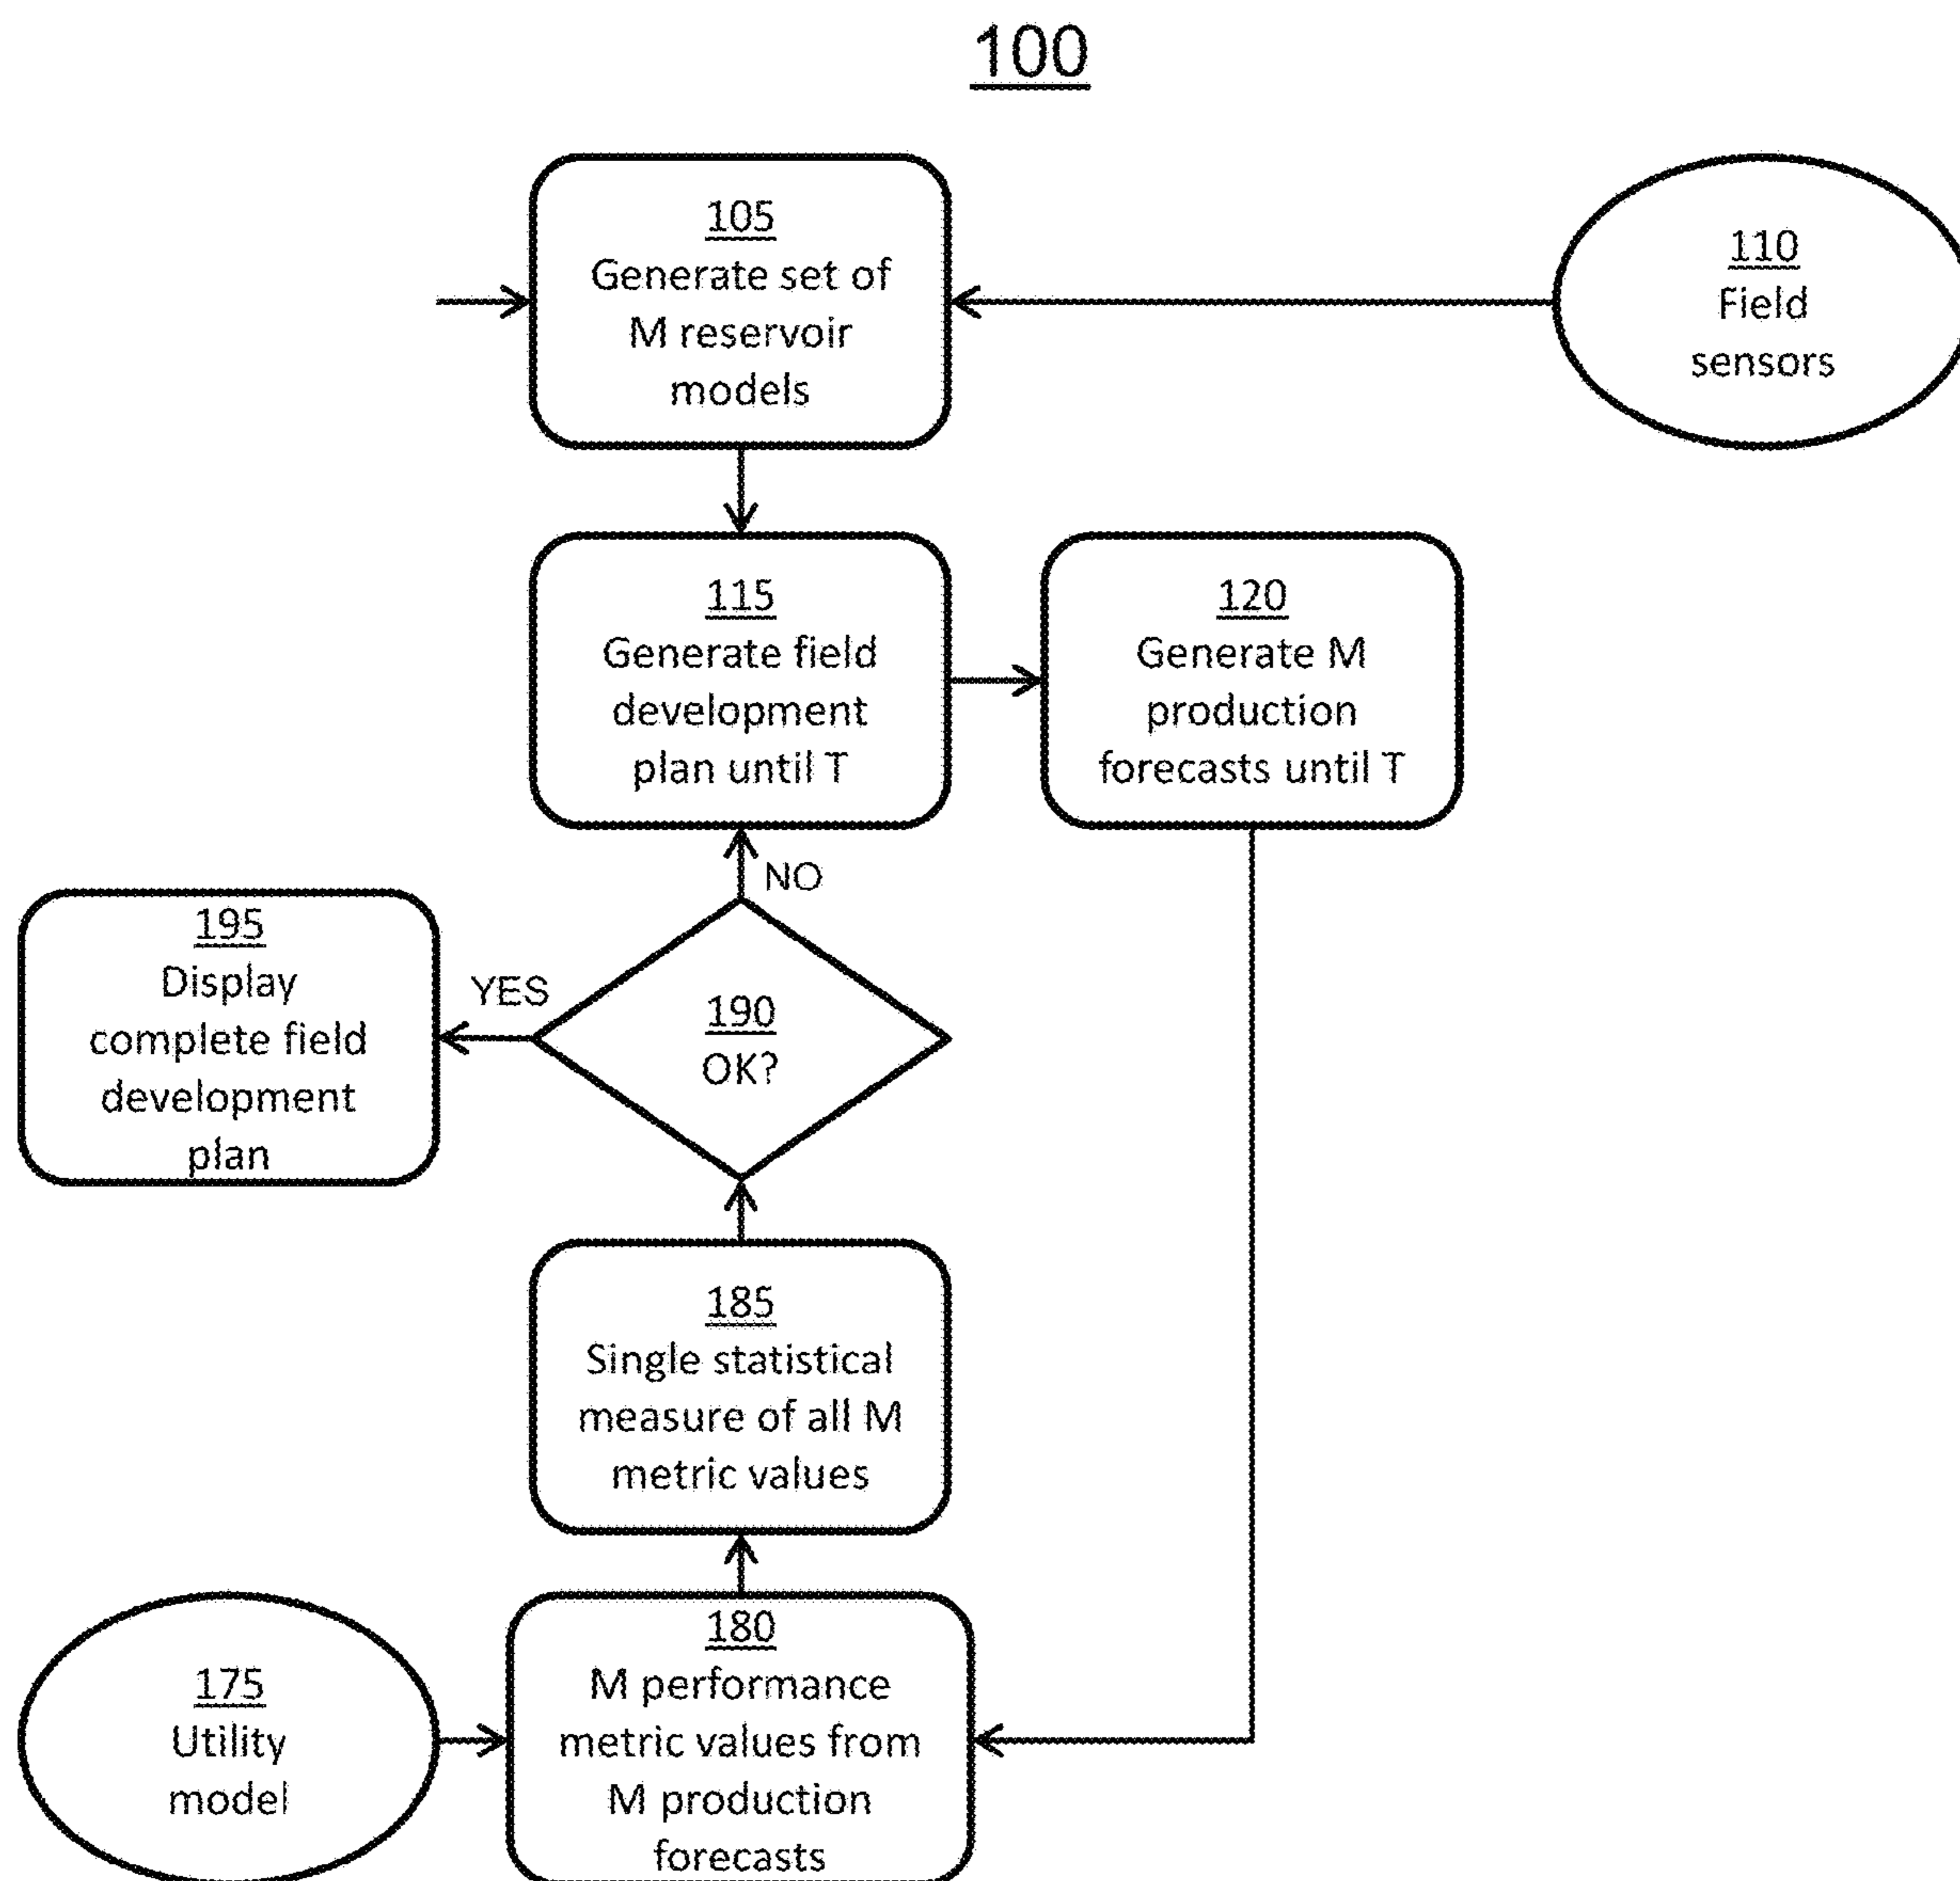 100
105
Generate set of
M reservoir
models
110
Field
sensors
115
Generate field
development
plan until T
120
Generate M
production
forecasts until T
NO
195
Display
complete field
development
plan
YES
190
OK?
185
Single statistical
measure of all M
metric values
175
Utility
model
180
M performance
metric values from
M production
forecasts